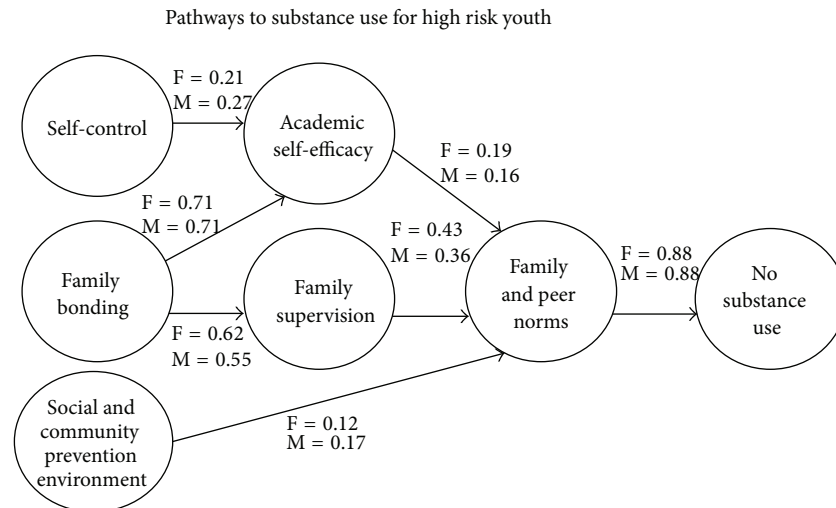 Pathways to substance use for high risk youth
F = 0.21
M = 0.27
Self-control
Academic
self-efficacy
F = 0.19
M = 0.16
F = 0.71
M = 0.71
F = 0.43
M = 0.36
F = 0.88
M = 0.88
Family
bonding
Family
supervision
Family
and peer
norms
No
substance
use
F = 0.62
M = 0.55
Social and
community
prevention
environment
F = 0.12
M = 0.17